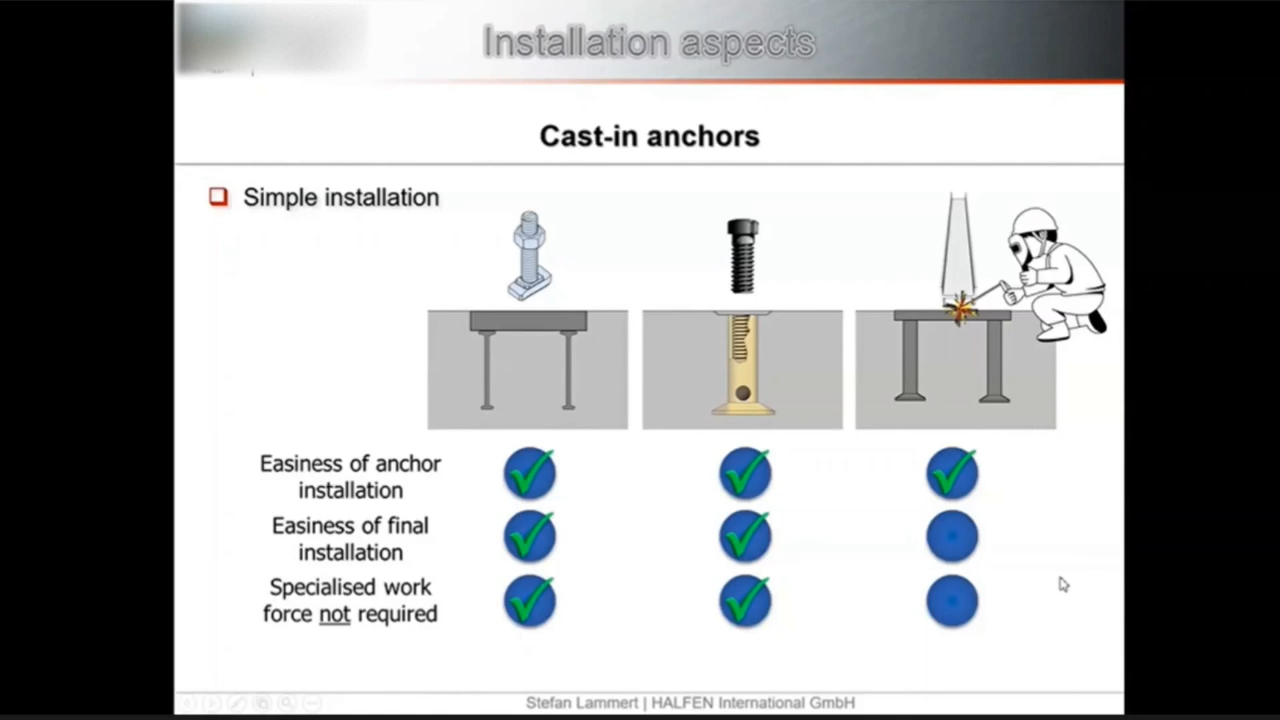 Installation aspects
Cast-in anchors
Simple installation
Easiness of anchor
installation
Easiness of final
installation
Specialised work
force not required
Stefan Lammert | HALFEN International GmbH